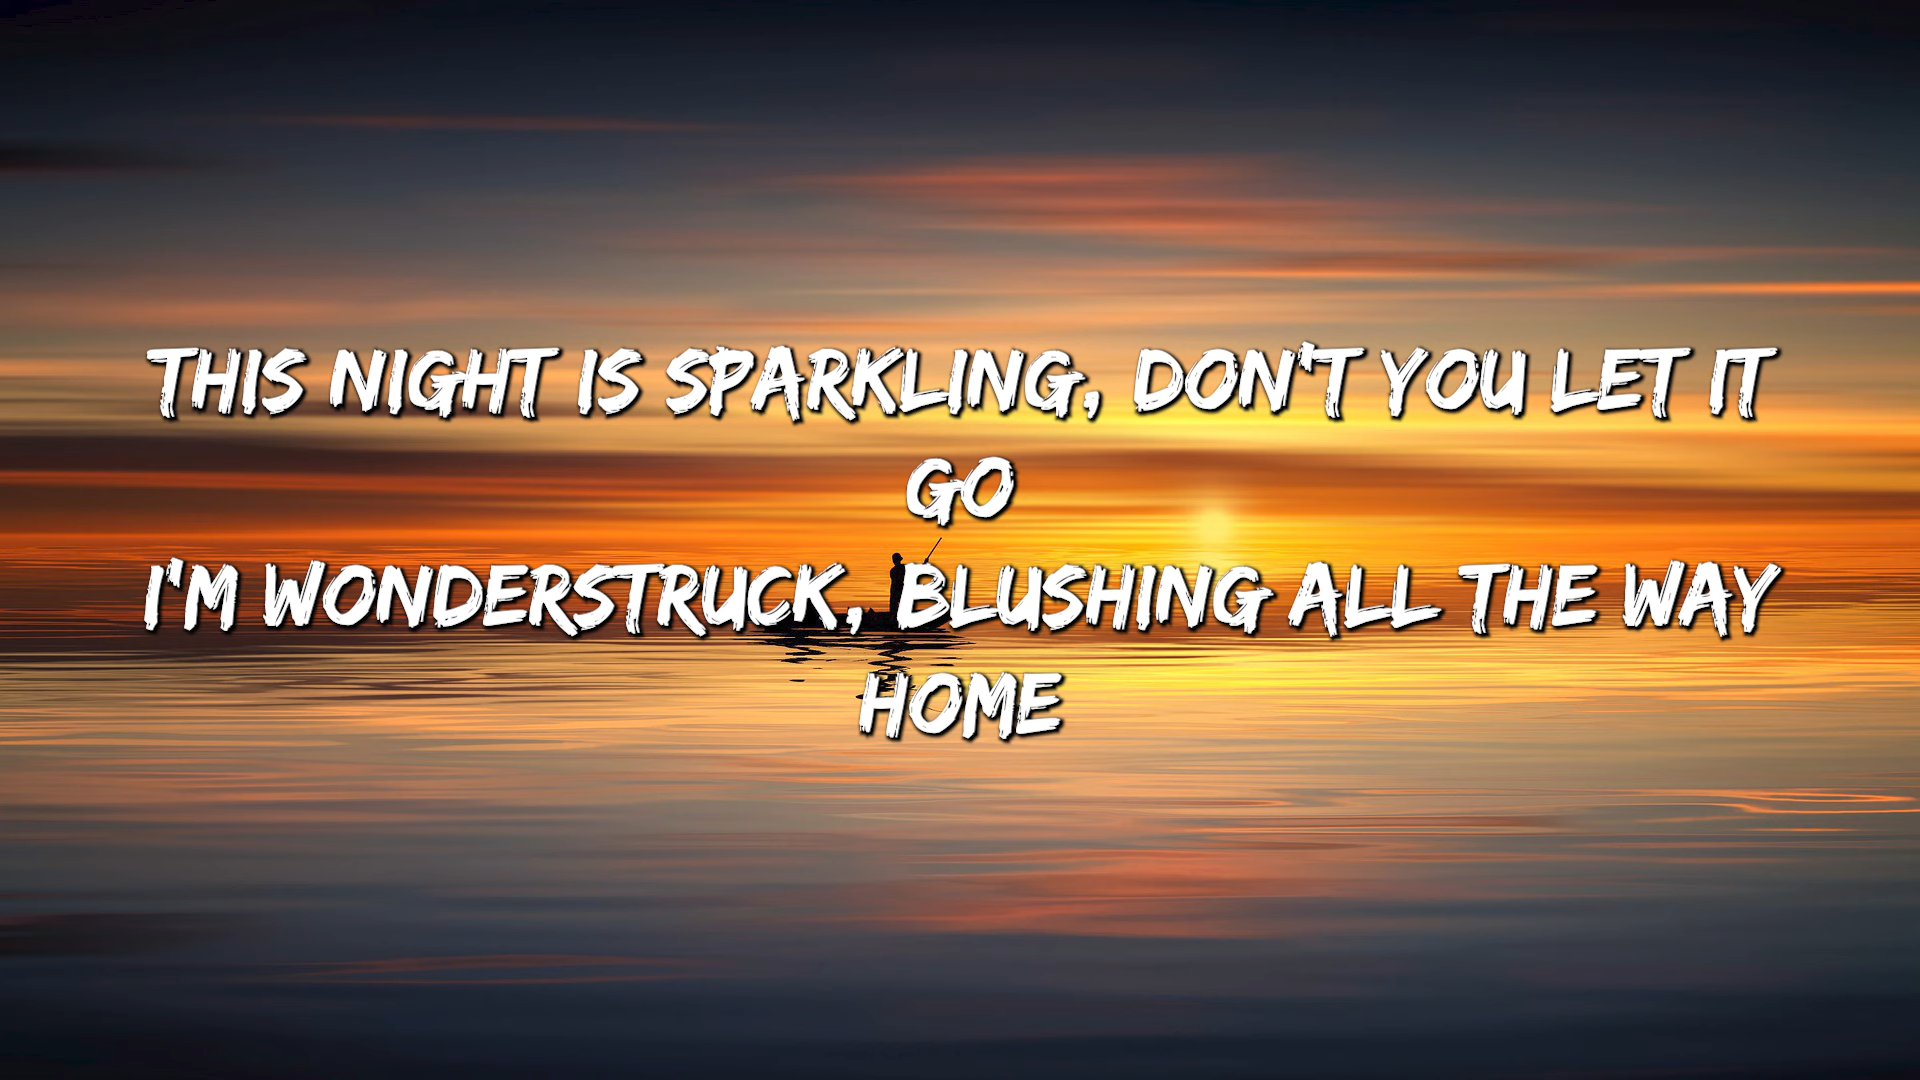 THIS NIGHT IS SPARKLING, DON'T YOU LET IT
GO
I'M WONDERSTRUCK, BLUSHING ALL THE WAY
HOME